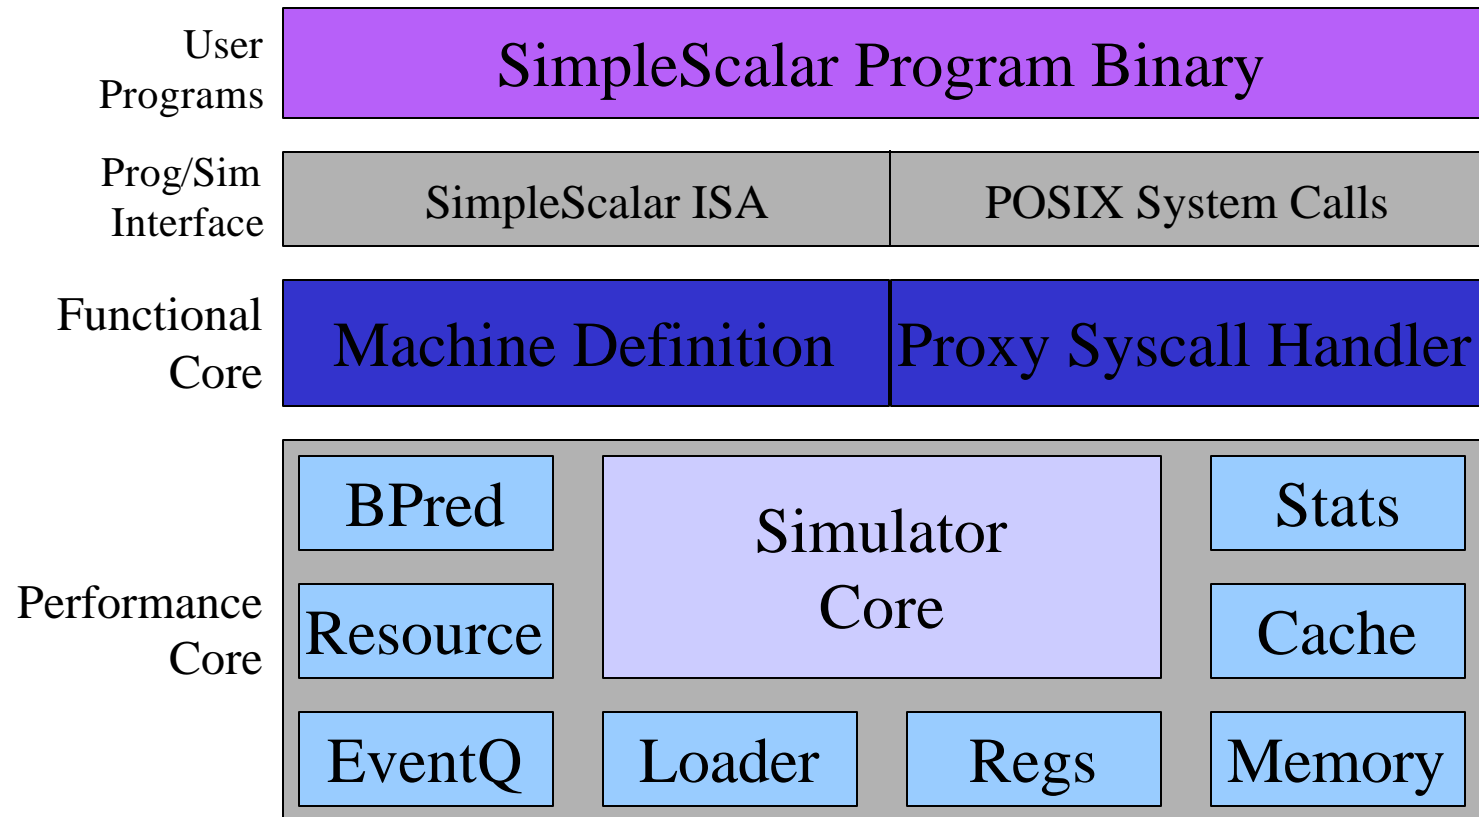 User
Programs
SimpleScalar Program Binary
Prog/Sim
Interface
SimpleScalar ISA
POSIX System Calls
Functional
Core
Machine Definition
Proxy Syscall Handler
Performance
Core
BPred
Simulator
Core
Stats
Resource
Cache
EventQ
Loader
Regs
Memory